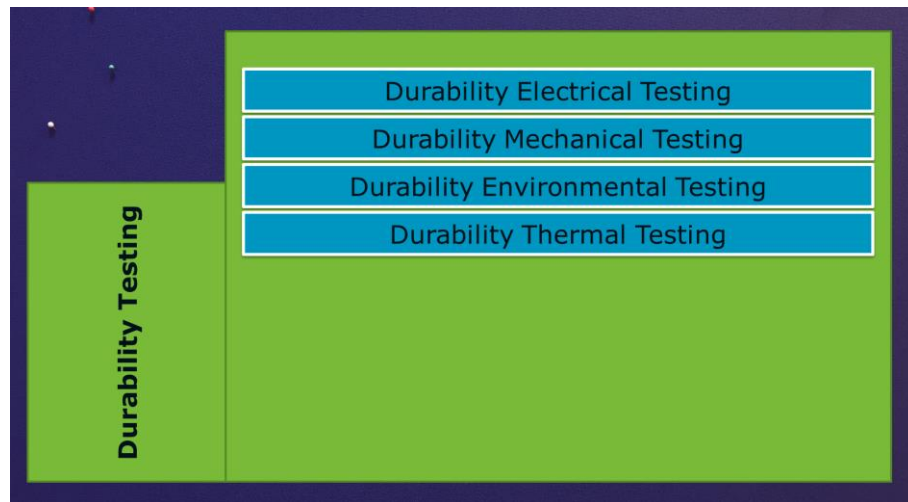 Durability Electrical Testing
Durability Mechanical Testing
Durability Environmental Testing
Durability Thermal Testing
Durability Testing